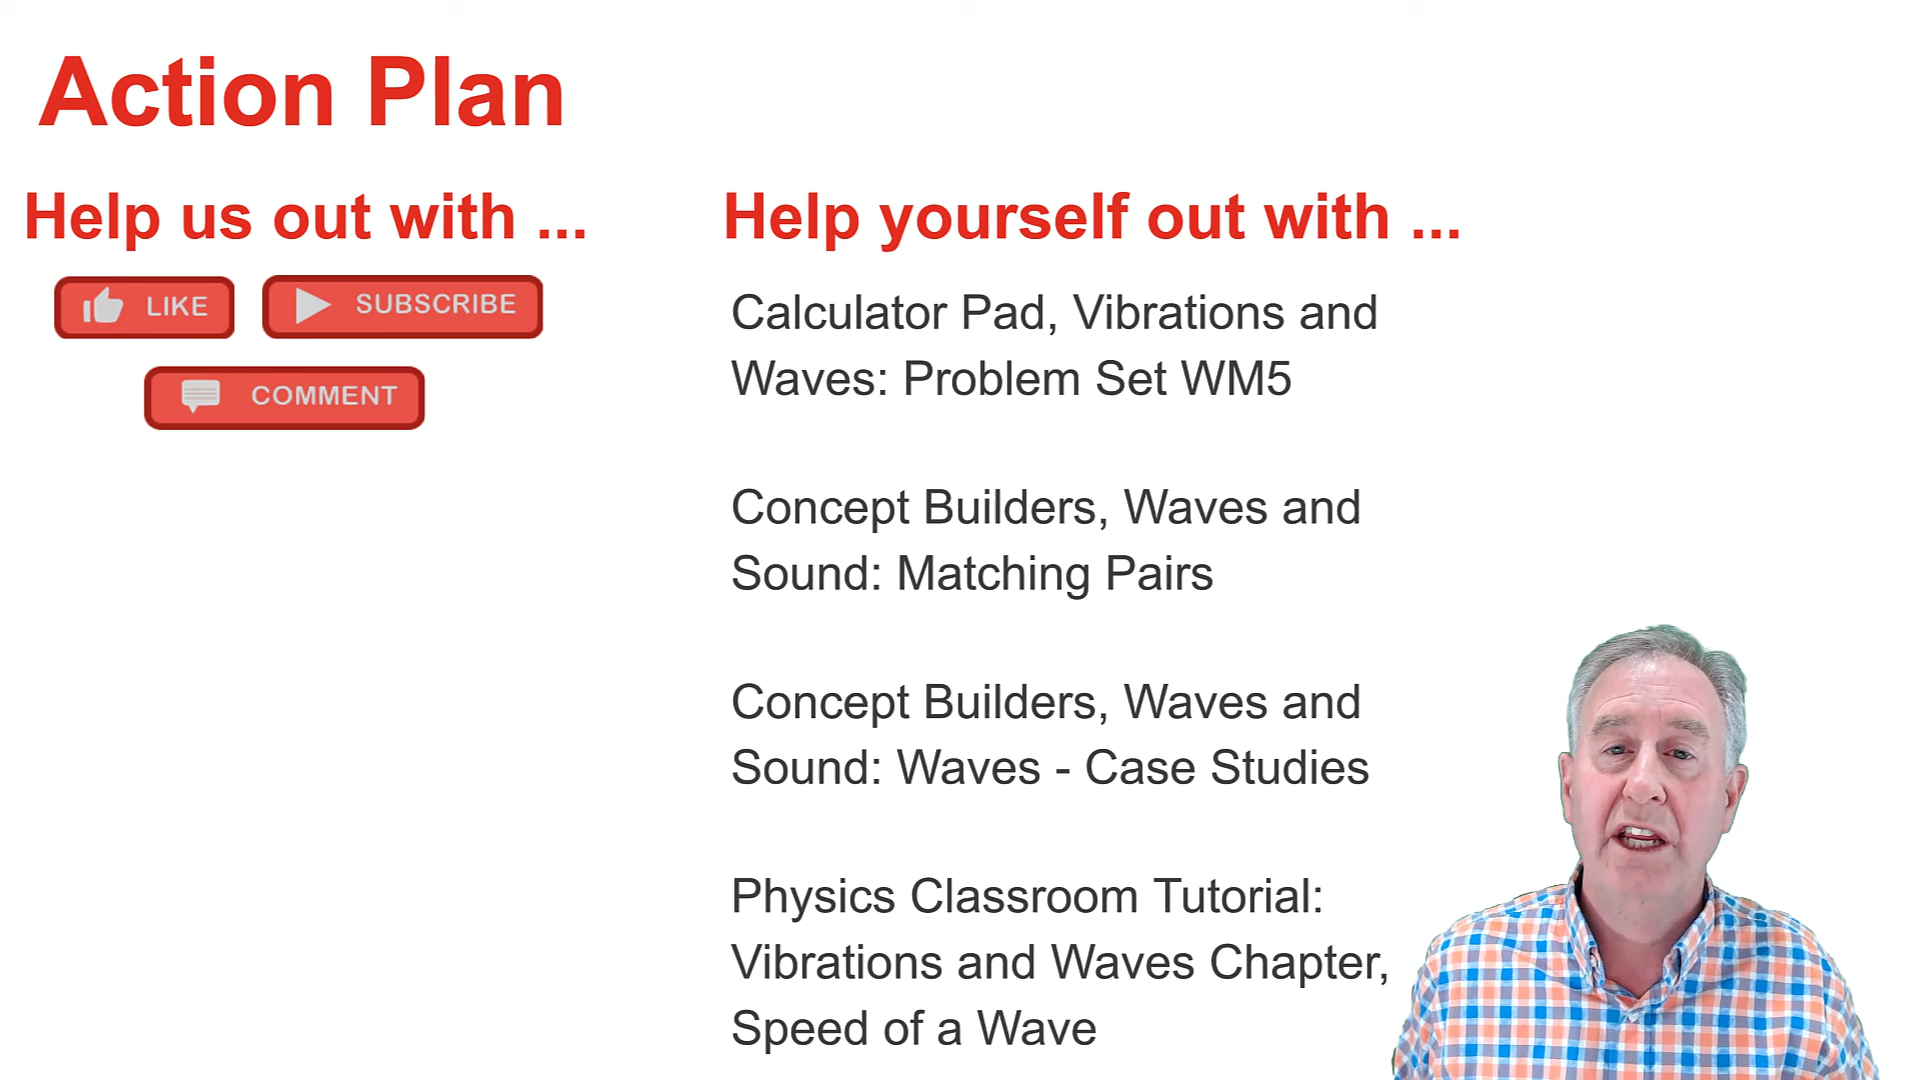 Action Plan
Help us out with ...
LIKE
SUBSCRIBE
COMMENT
Help yourself out with ...
Calculator Pad, Vibrations and
Waves: Problem Set WM5
Concept Builders, Waves and
Sound: Matching Pairs
Concept Builders, Waves and
Sound: Waves - Case Studies
Physics Classroom Tutorial:
Vibrations and Waves Chapter,
Speed of a Wave